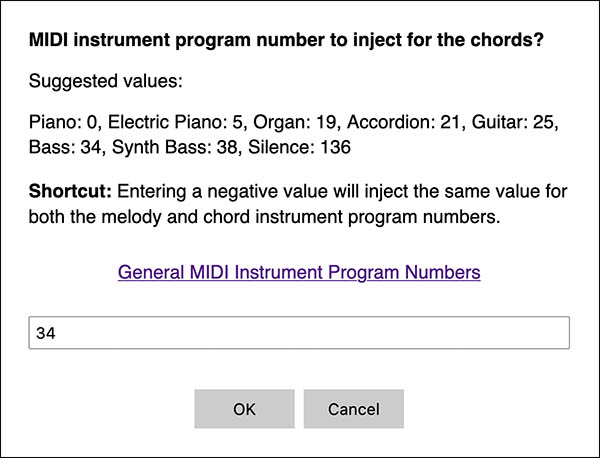 MIDI instrument program number to inject for the chords?
Suggested values:
Piano: 0, Electric Piano: 5, Organ: 19, Accordion: 21, Guitar: 25,
Bass: 34, Synth Bass: 38, Silence: 136
Shortcut: Entering a negative value will inject the same value for
both the melody and chord instrument program numbers.
General MIDI Instrument Program Numbers
34
OK Cancel